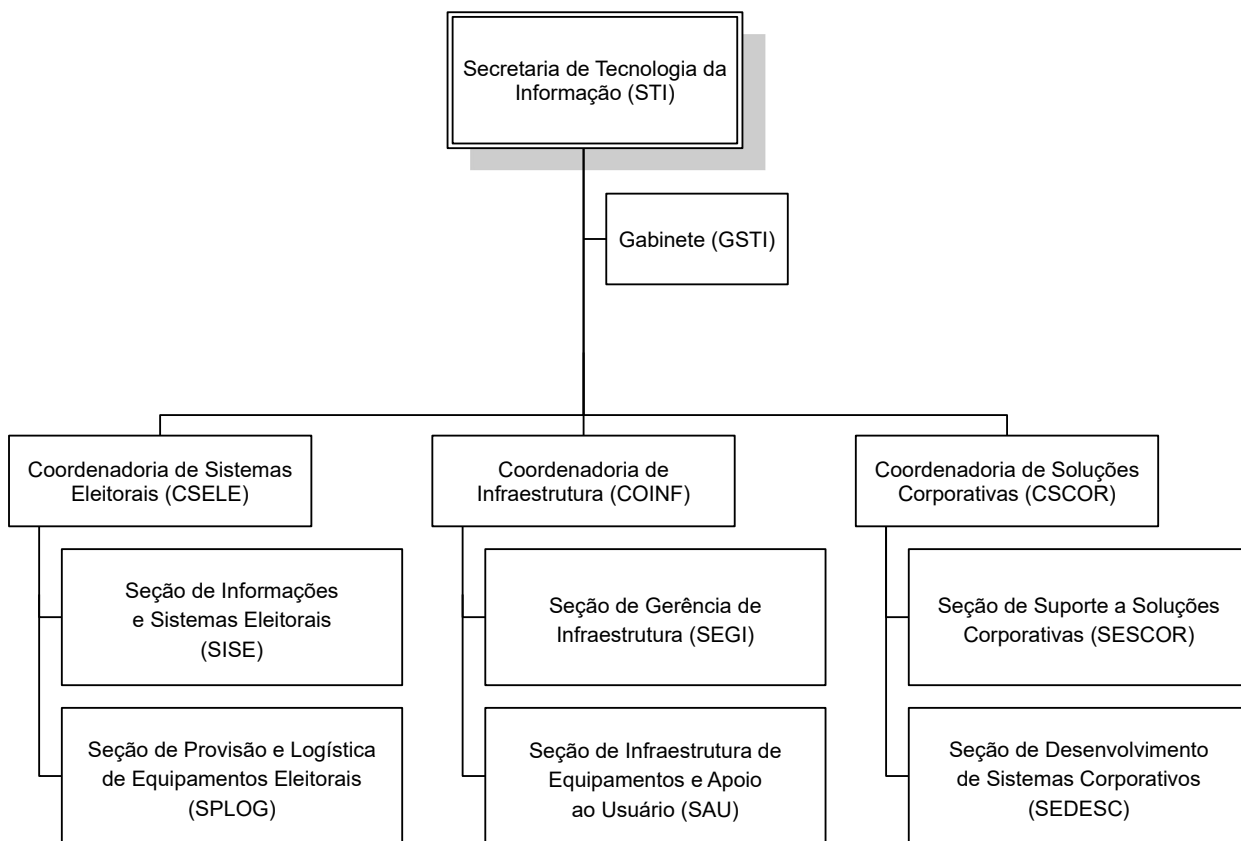 Secretaria de Tecnologia da
Informação (STI)
Gabinete (GSTI)
Coordenadoria de Sistemas
Eleitorais (CSELE)
Coordenadoria de
Infraestrutura (COINF)
Coordenadoria de Soluções
Corporativas (CSCOR)
Seção de Informações
e Sistemas Eleitorais
(SISE)
Seção de Gerência de
Infraestrutura (SEGI)
Seção de Suporte a Soluções
Corporativas (SESCOR)
Seção de Provisão e Logística
de Equipamentos Eleitorais
(SPLOG)
Seção de Infraestrutura de
Equipamentos e Apoio
ao Usuário (SAU)
Seção de Desenvolvimento
de Sistemas Corporativos
(SEDESC)